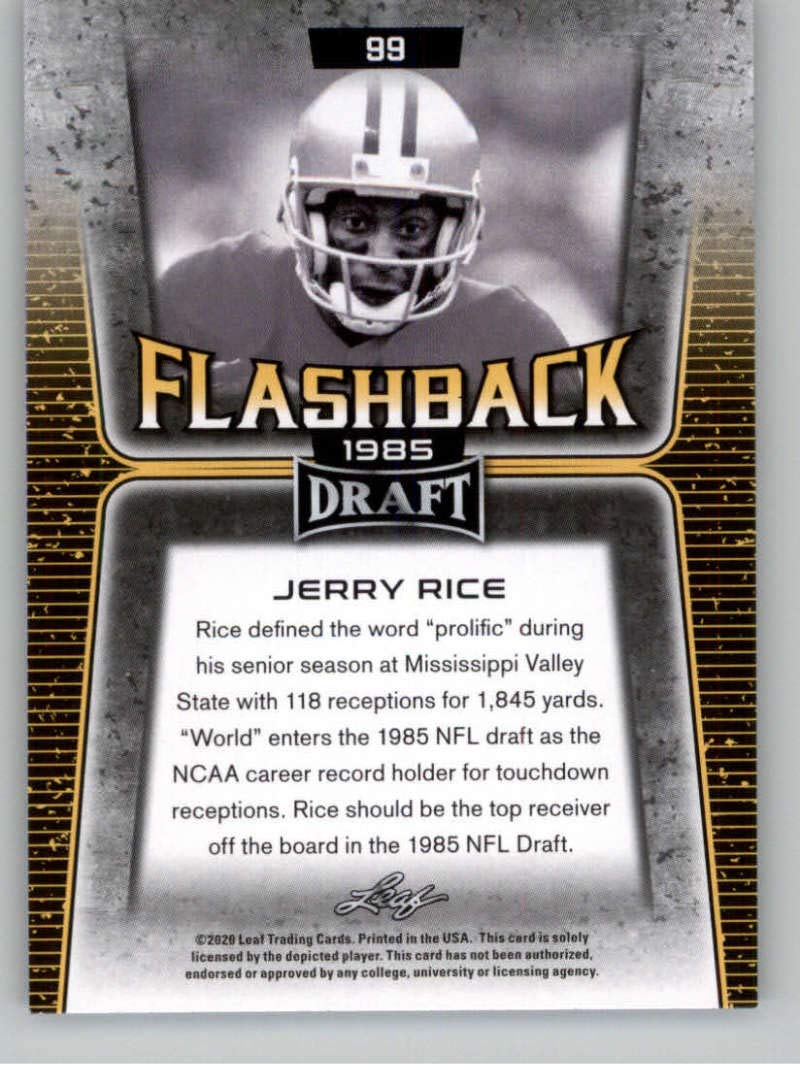 99
FLASHBACK
1985
DRAFT
JERRY RICE
Rice defined the word “prolific” during
his senior season at Mississippi Valley
State with 118 receptions for 1,845 yards.
“World” enters the 1985 NFL draft as the
NCAA career record holder for touchdown
receptions. Rice should be the top receiver
off the board in the 1985 NFL Draft.
Leaf
©2020 Leaf Trading Cards. Printed in the USA. This card is solely
licensed by the depicted player. This card has not been authorized,
endorsed or approved by any college, university or licensing agency.